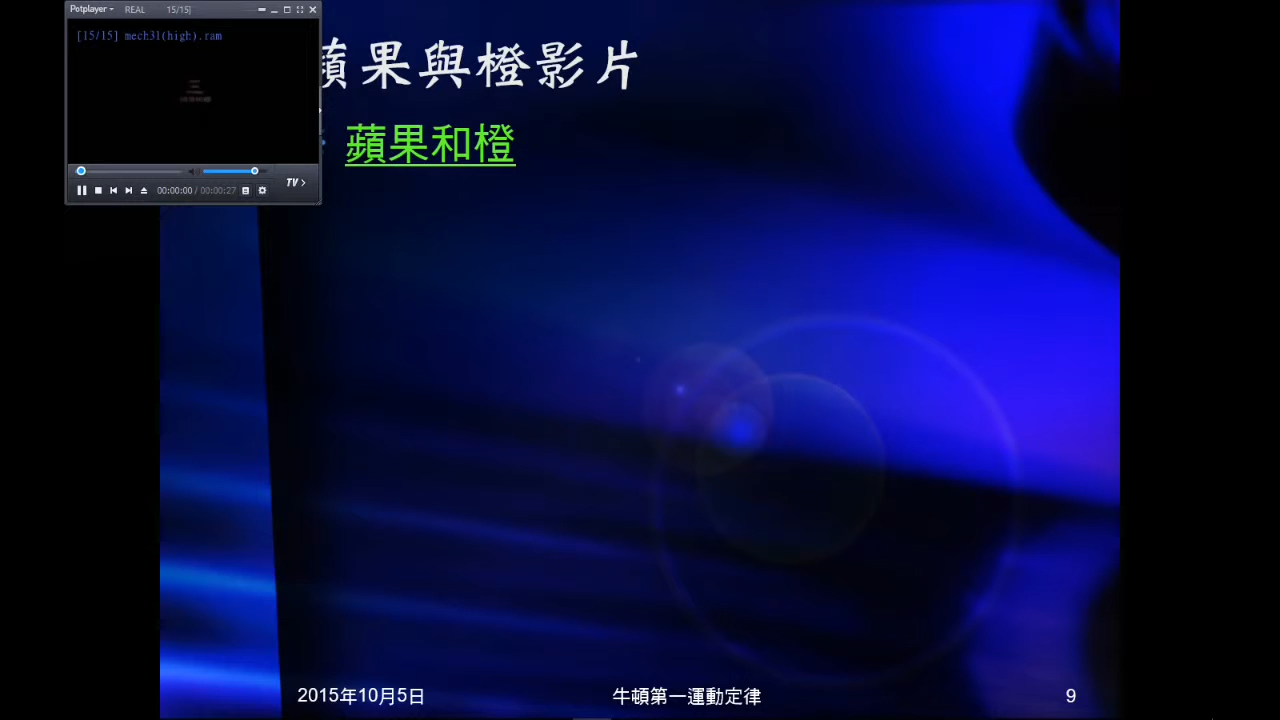 Potplayer REAL 15/15]
[15/15] mech31(high).ram
00:00:00 / 00:00:27
TV
蘋果與橙影片
蘋果和橙
2015年10月5日 牛頓第一運動定律 9